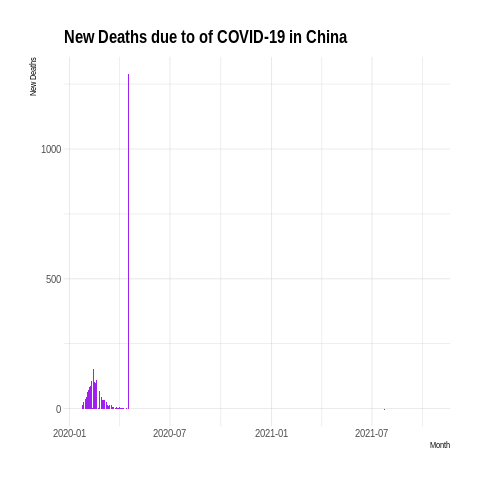 New Deaths due to of COVID-19 in China
New Deaths
1000
500
0
2020-01 2020-07 2021-01 2021-07
Month